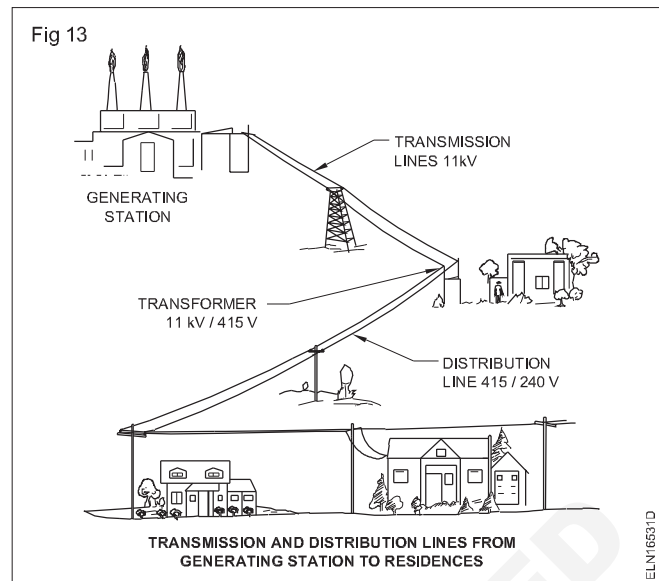 Fig 13
TRANSMISSION
LINES 11kV
GENERATING
STATION
TRANSFORMER
11 kV / 415 V
DISTRIBUTION
LINE 415 / 240 V
TRANSMISSION AND DISTRIBUTION LINES FROM
GENERATING STATION TO RESIDENCES
ELN16531D